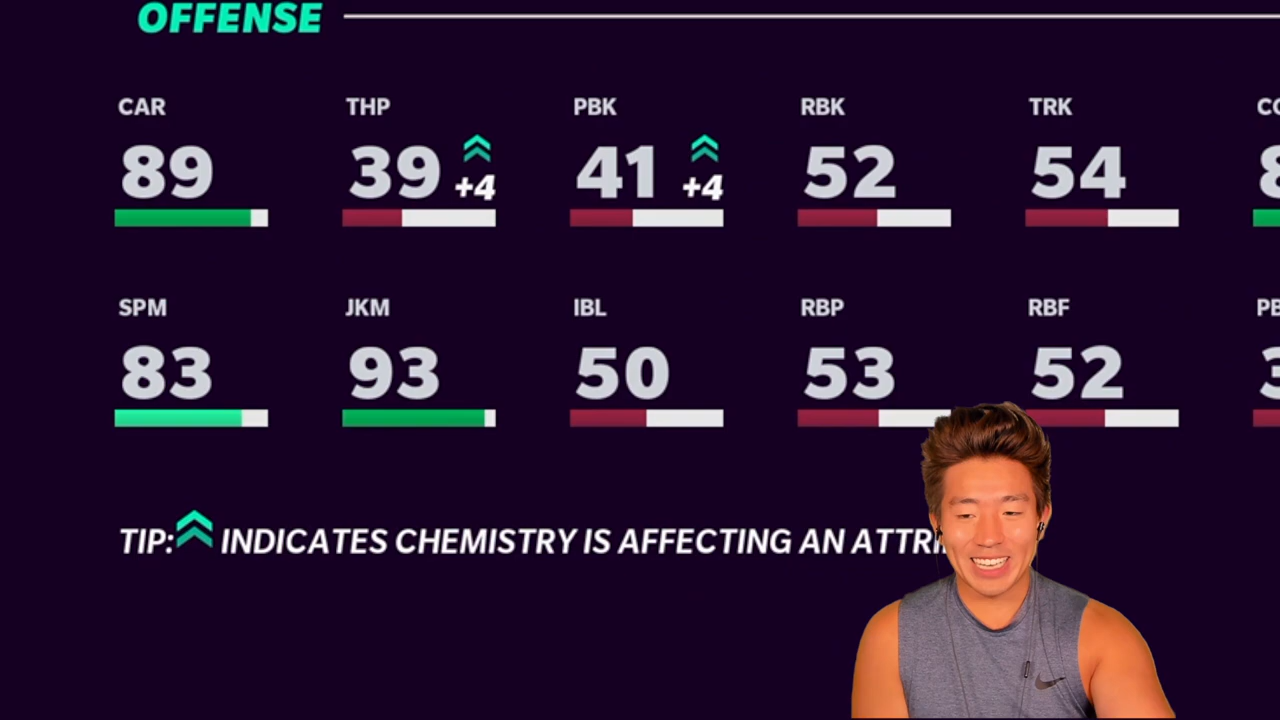 OFFENSE
CAR THP PBK RBK TRK
89 39 +4 41 +4 52 54
SPM JKM IBL RBP RBF
83 93 50 53 52
TIP: INDICATES CHEMISTRY IS AFFECTING AN